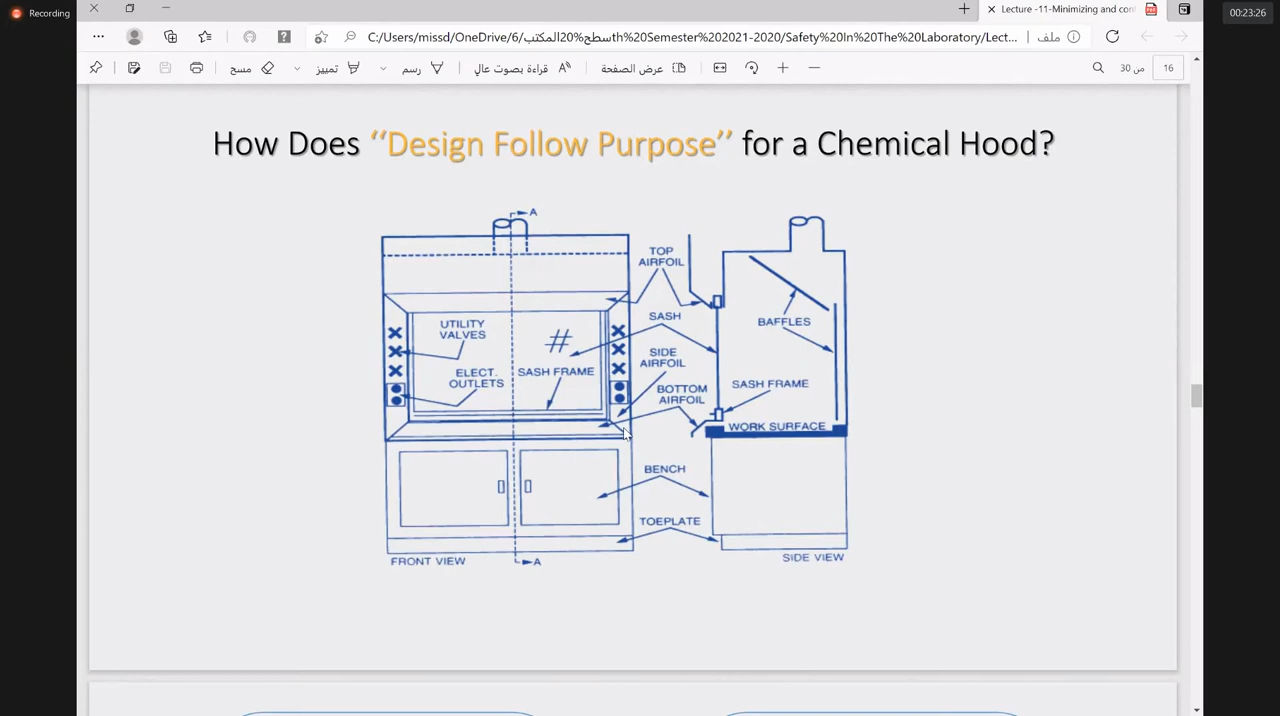 Recording
Lecture -11-Minimizing and con
00:23:26
C:/Users/missd/OneDrive/سطح%20المكتب/6th%20Semester%202021-2020/Safety%20In%20The%20Laboratory/Lect...
ملف
مسح
تمييز
رسم
قراءة بصوت عالٍ
عرض الصفحة
من 30
16
How Does “Design Follow Purpose” for a Chemical Hood?
A
TOP
AIRFOIL
UTILITY
VALVES
#
SASH
BAFFLES
SIDE
AIRFOIL
ELECT.
OUTLETS
SASH FRAME
BOTTOM
AIRFOIL
SASH FRAME
WORK SURFACE
BENCH
TOEPLATE
FRONT VIEW
A
SIDE VIEW